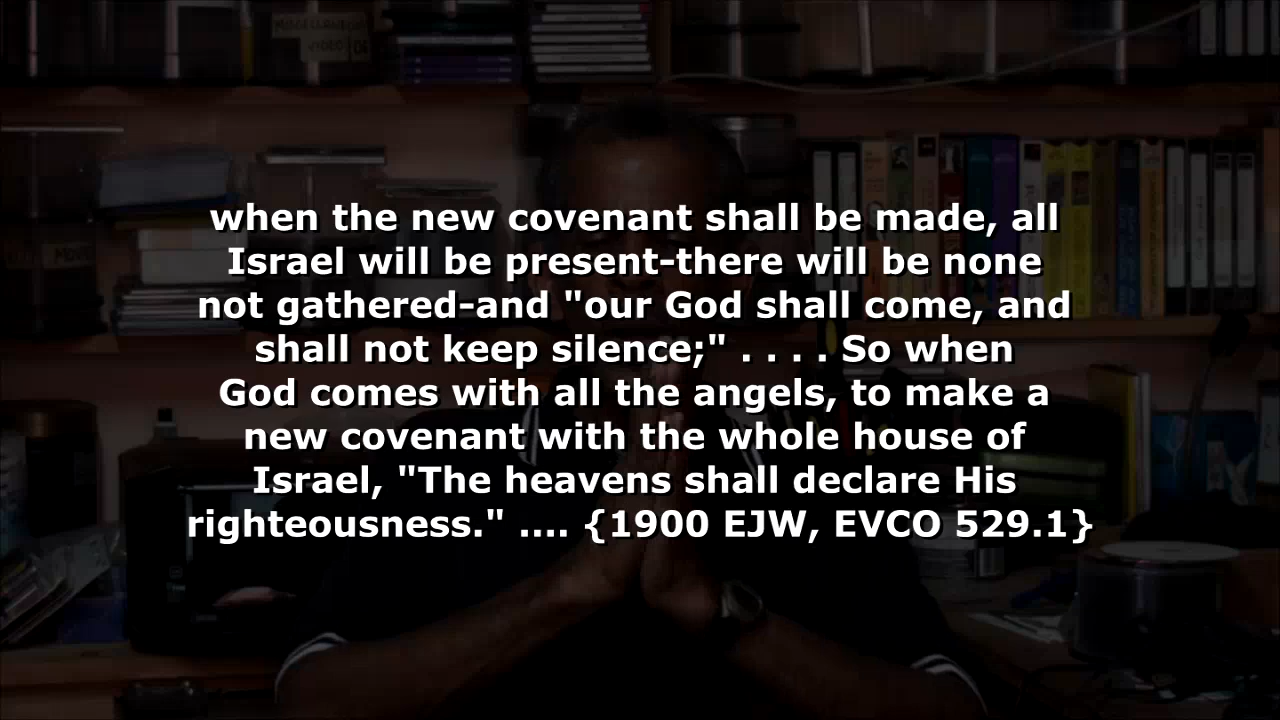 MISCELLANEOUS
VIDEO
when the new covenant shall be made, all
Israel will be present-there will be none
not gathered-and "our God shall come, and
shall not keep silence;" . . . . So when
God comes with all the angels, to make a
new covenant with the whole house of
Israel, "The heavens shall declare His
righteousness." .... {1900 EJW, EVCO 529.1}